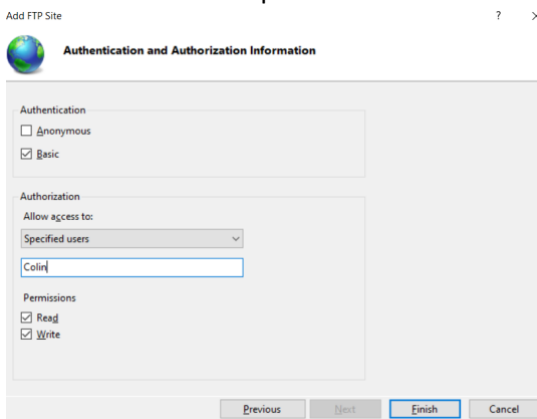 Add FTP Site
?
Authentication and Authorization Information
Authentication
Anonymous
Basic
Authorization
Allow access to:
Specified users
Colin
Permissions
Read
Write
Previous Next Finish Cancel